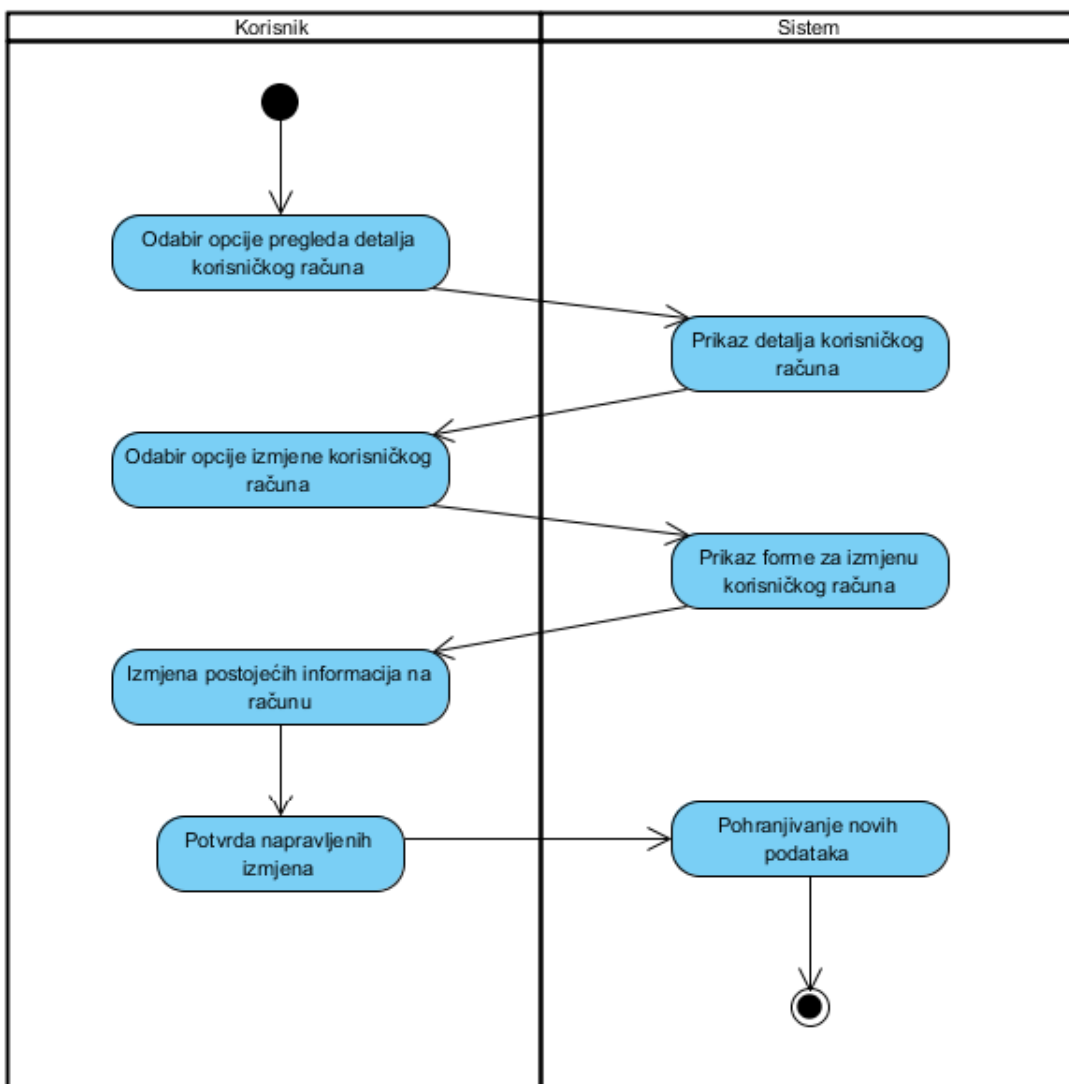 Korisnik
Sistem
Odabir opcije pregleda detalja
korisničkog računa
Prikaz detalja korisničkog
računa
Odabir opcije izmjene korisničkog
računa
Prikaz forme za izmjenu
korisničkog računa
Izmjena postojećih informacija na
računu
Potvrda napravljenih
izmjena
Pohranjivanje novih
podataka